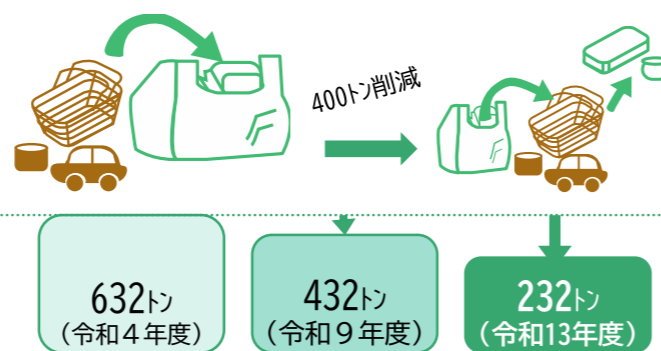 400トン削減
632トン
（令和４年度）
432トン
（令和９年度）
232トン
（令和13年度）